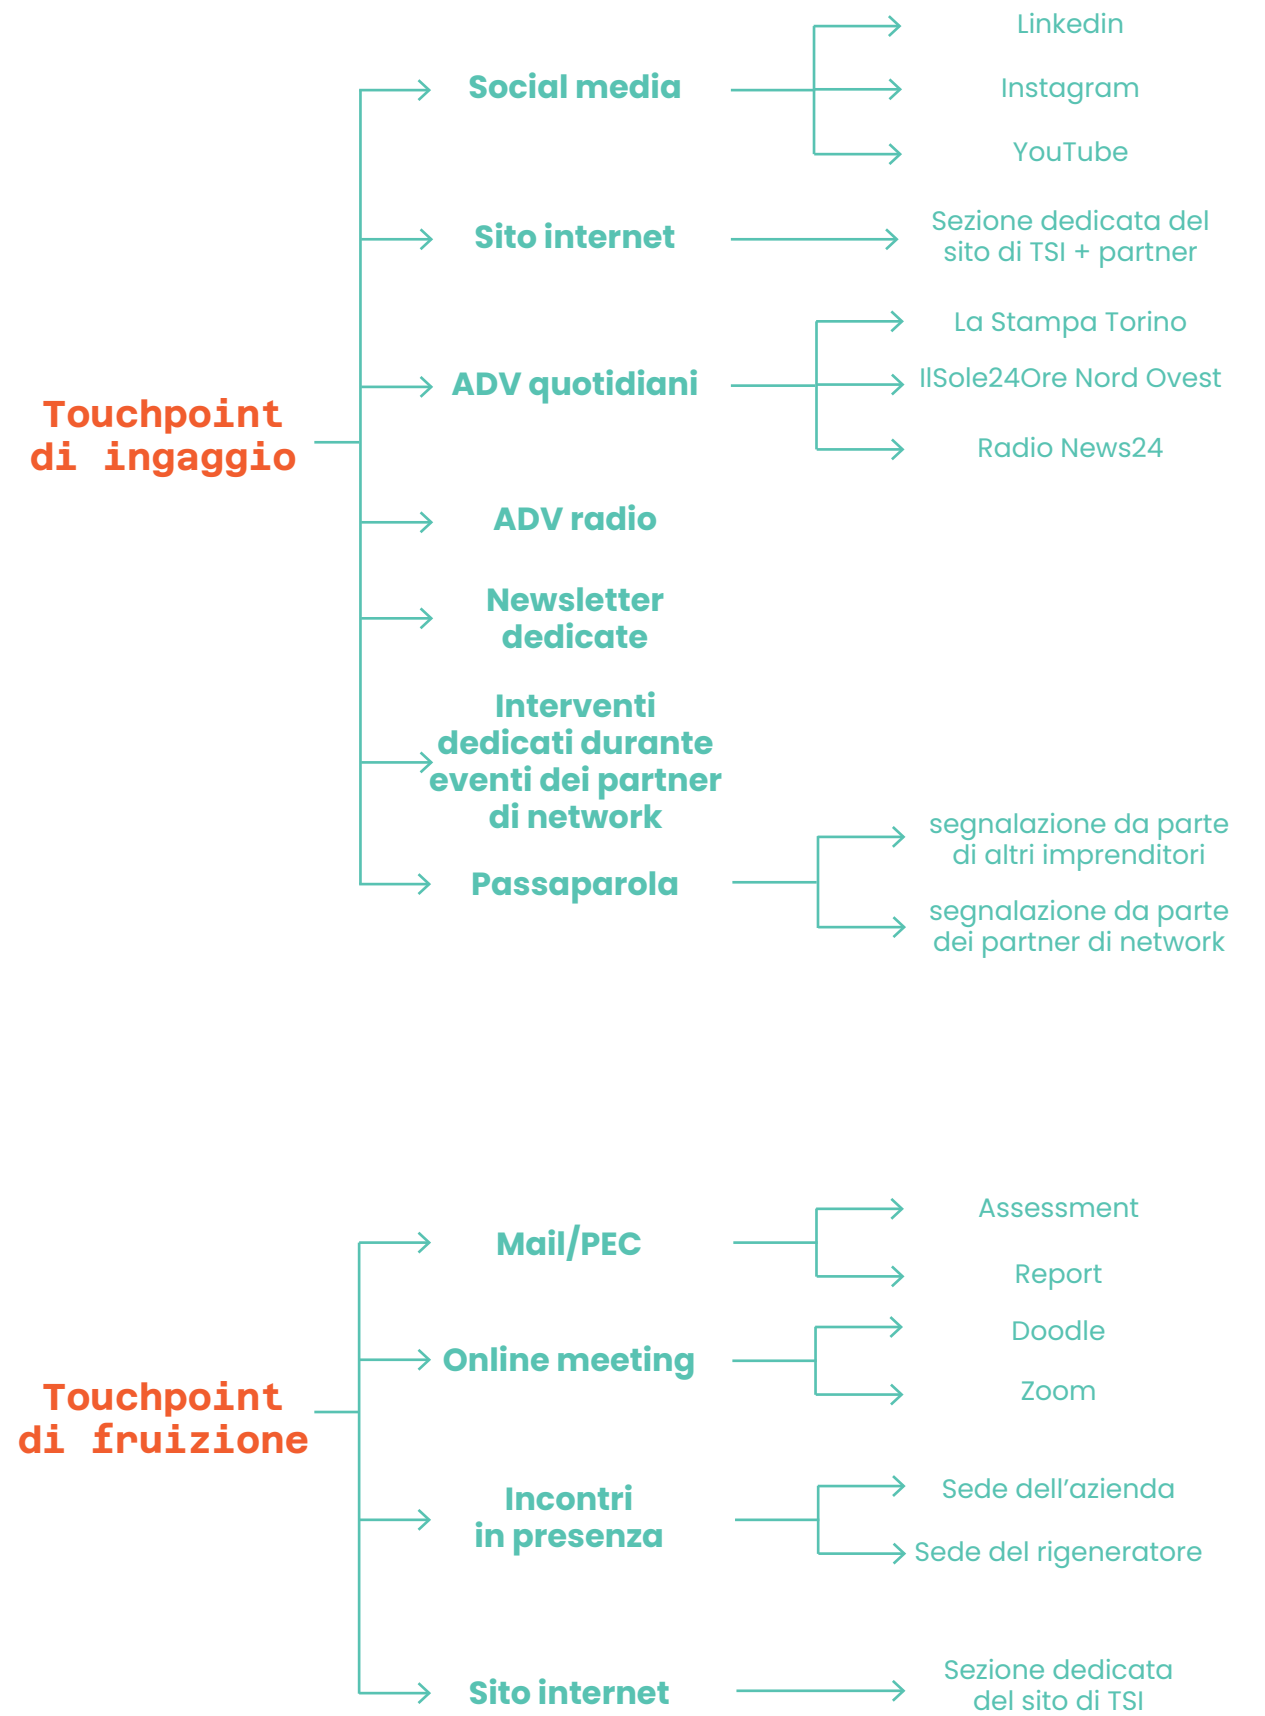 Touchpoint
di ingaggio
Social media
Linkedin
Instagram
YouTube
Sito internet
Sezione dedicata del
sito di TSI + partner
ADV quotidiani
La Stampa Torino
IlSole24Ore Nord Ovest
Radio News24
ADV radio
Newsletter
dedicate
Interventi
dedicati durante
eventi dei partner
di network
Passaparola
segnalazione da parte
di altri imprenditori
segnalazione da parte
dei partner di network
Touchpoint
di fruizione
Mail/PEC
Assessment
Report
Online meeting
Doodle
Zoom
Incontri
in presenza
Sede dell’azienda
Sede del rigeneratore
Sito internet
Sezione dedicata
del sito di TSI